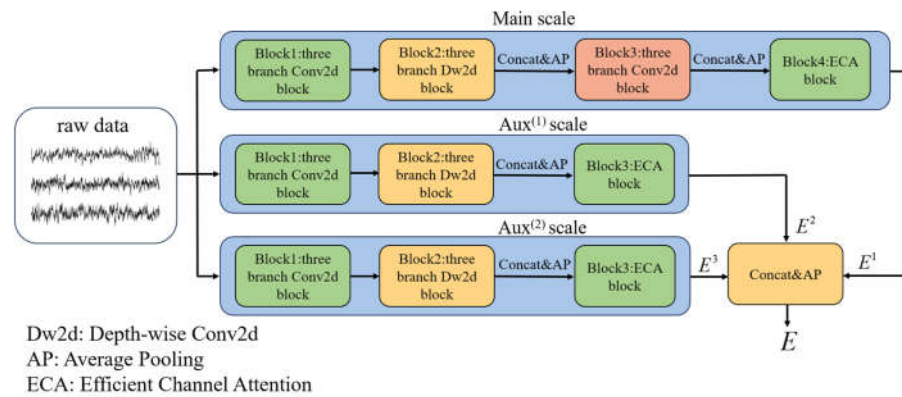 Main scale
Block1:three
branch Conv2d
block
Block2:three
branch Dw2d
block
Concat&AP
Block3:three
branch Conv2d
block
Concat&AP
Block4:ECA
block
raw data
Aux(1) scale
Block1:three
branch Conv2d
block
Block2:three
branch Dw2d
block
Concat&AP
Block3:ECA
block
E2
Aux(2) scale
Block1:three
branch Conv2d
block
Block2:three
branch Dw2d
block
Concat&AP
Block3:ECA
block
E3
Concat&AP
E1
E
Dw2d: Depth-wise Conv2d
AP: Average Pooling
ECA: Efficient Channel Attention